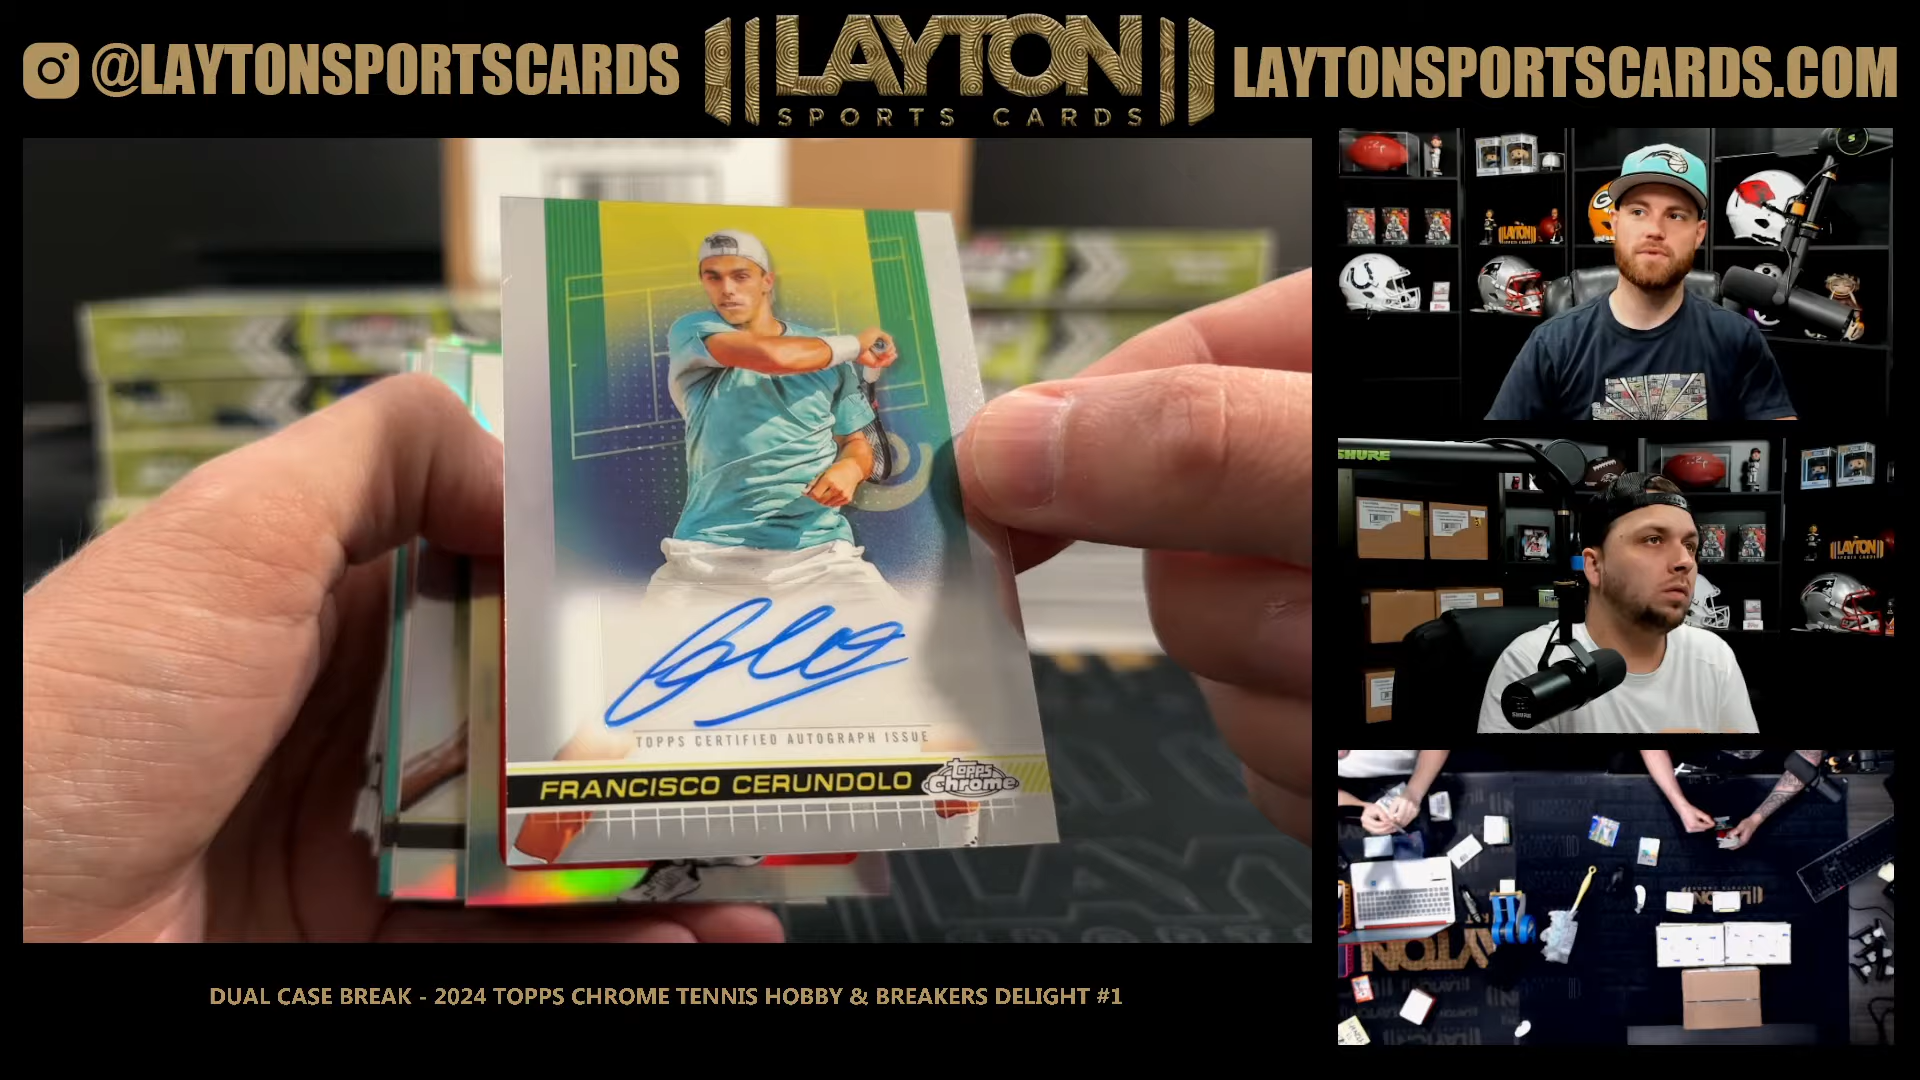 @LAYTONSPORTSCARDS
LAYTON
SPORTS CARDS
LAYTONSPORTSCARDS.COM
TOPPS CERTIFIED AUTOGRAPH ISSUE
FRANCISCO CERUNDOLO
topps Chrome
SHURE
LAYTON
LAYTON
DUAL CASE BREAK - 2024 TOPPS CHROME TENNIS HOBBY & BREAKERS DELIGHT #1